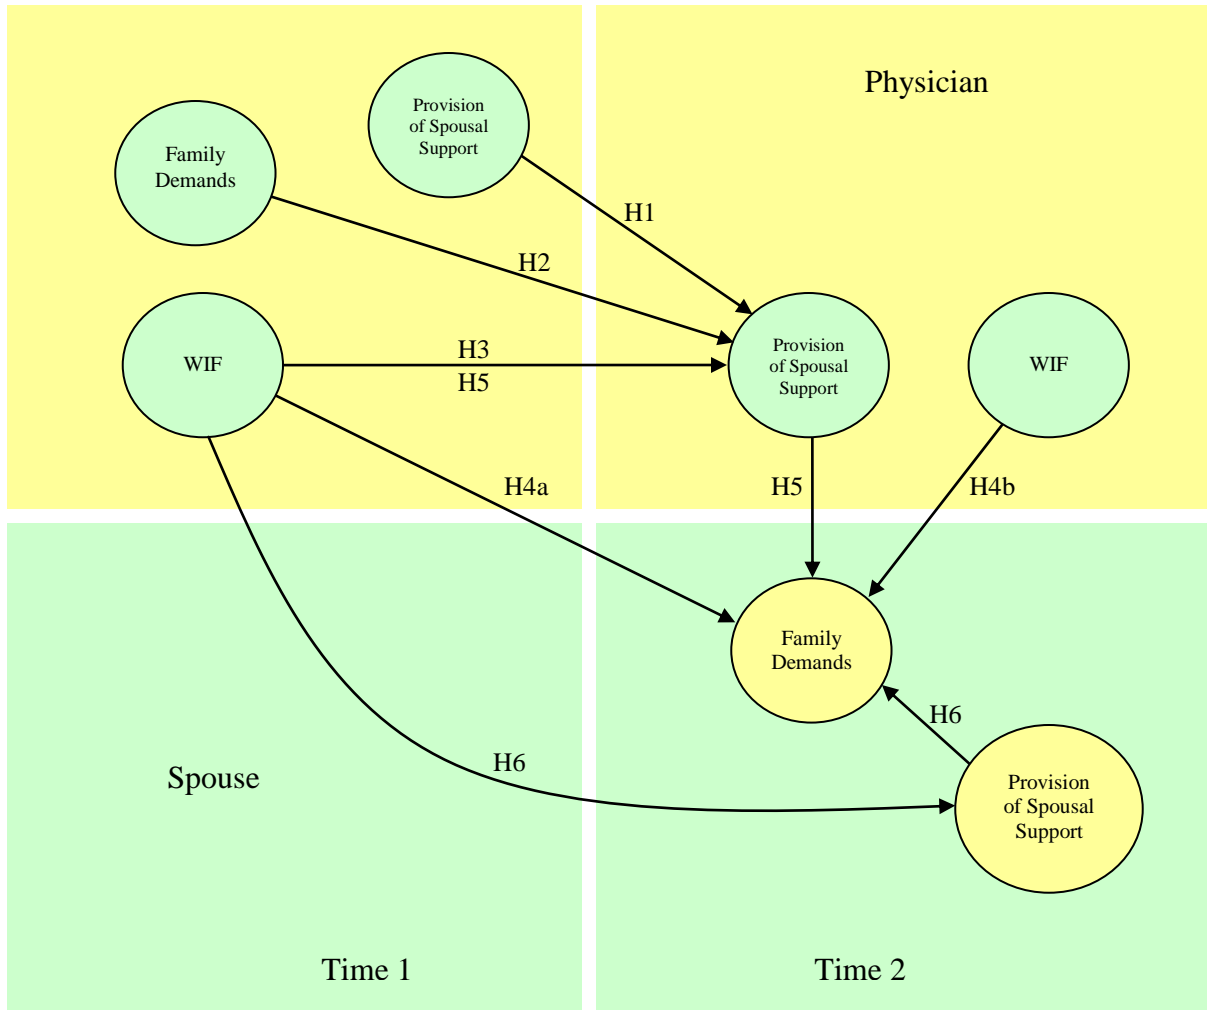 Physician
Provision
of Spousal
Support
Family
Demands
H1
H2
WIF
H3
H5
Provision
of Spousal
Support
WIF
H4a
H5
H4b
Family
Demands
H6
H6
Spouse
Provision
of Spousal
Support
Time 1
Time 2